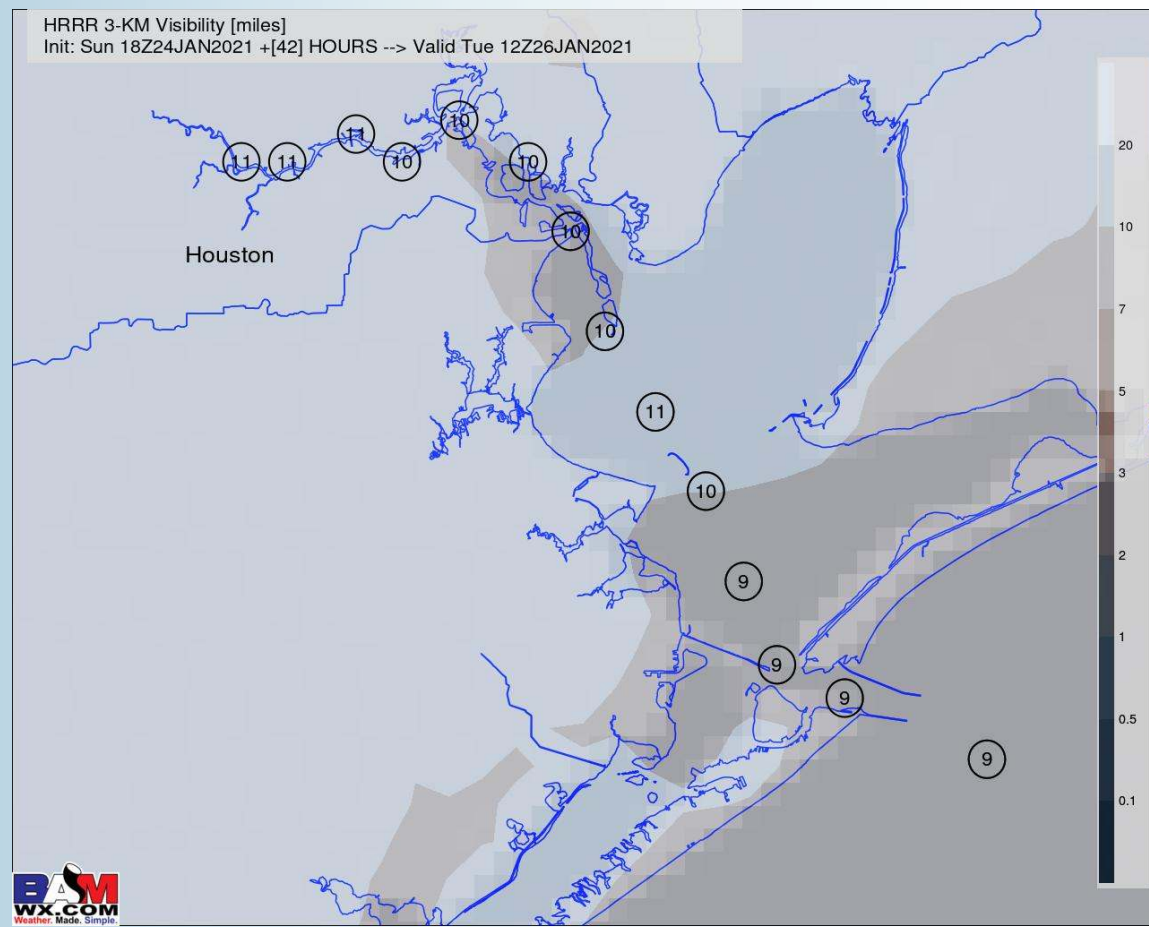 HRRR 3-KM Visibility [miles]
Init: Sun 18Z24JAN2021 +[42] HOURS --> Valid Tue 12Z26JAN2021
10
11
11 11 10 10
20
10
10
Houston
7
10
5
11
3
10
2
9
1
9
9
0.5
9
0.1
BAM
WX.COM
Weather. Made. Simple.